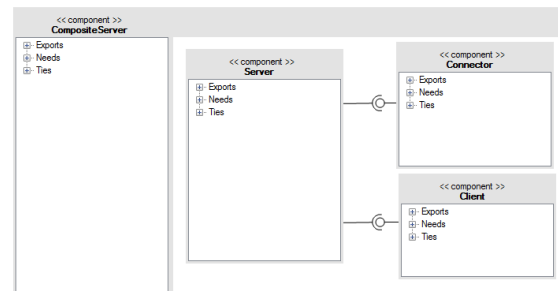 << component >>
CompositeServer
Exports
Needs
Ties
<< component >>
Server
Exports
Needs
Ties
<< component >>
Connector
Exports
Needs
Ties
<< component >>
Client
Exports
Needs
Ties